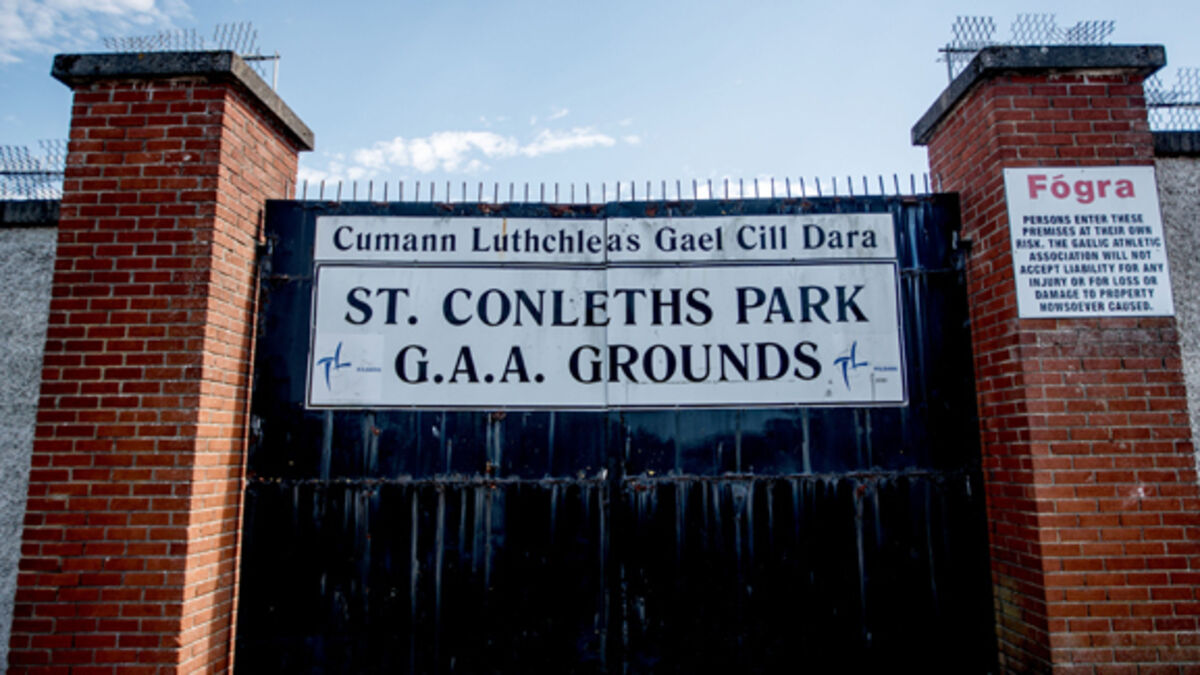 Cumann Luthchleas Gael Cill Dara
ST. CONLETHS PARK
G.A.A. GROUNDS
TL
TL
Fógra
PERSONS ENTER THESE
PREMISES AT THEIR OWN
RISK. THE GAELIC ATHLETIC
ASSOCIATION WILL NOT
ACCEPT LIABILITY FOR ANY
INJURY OR FOR LOSS OR
DAMAGE TO PROPERTY
HOWSOEVER CAUSED.